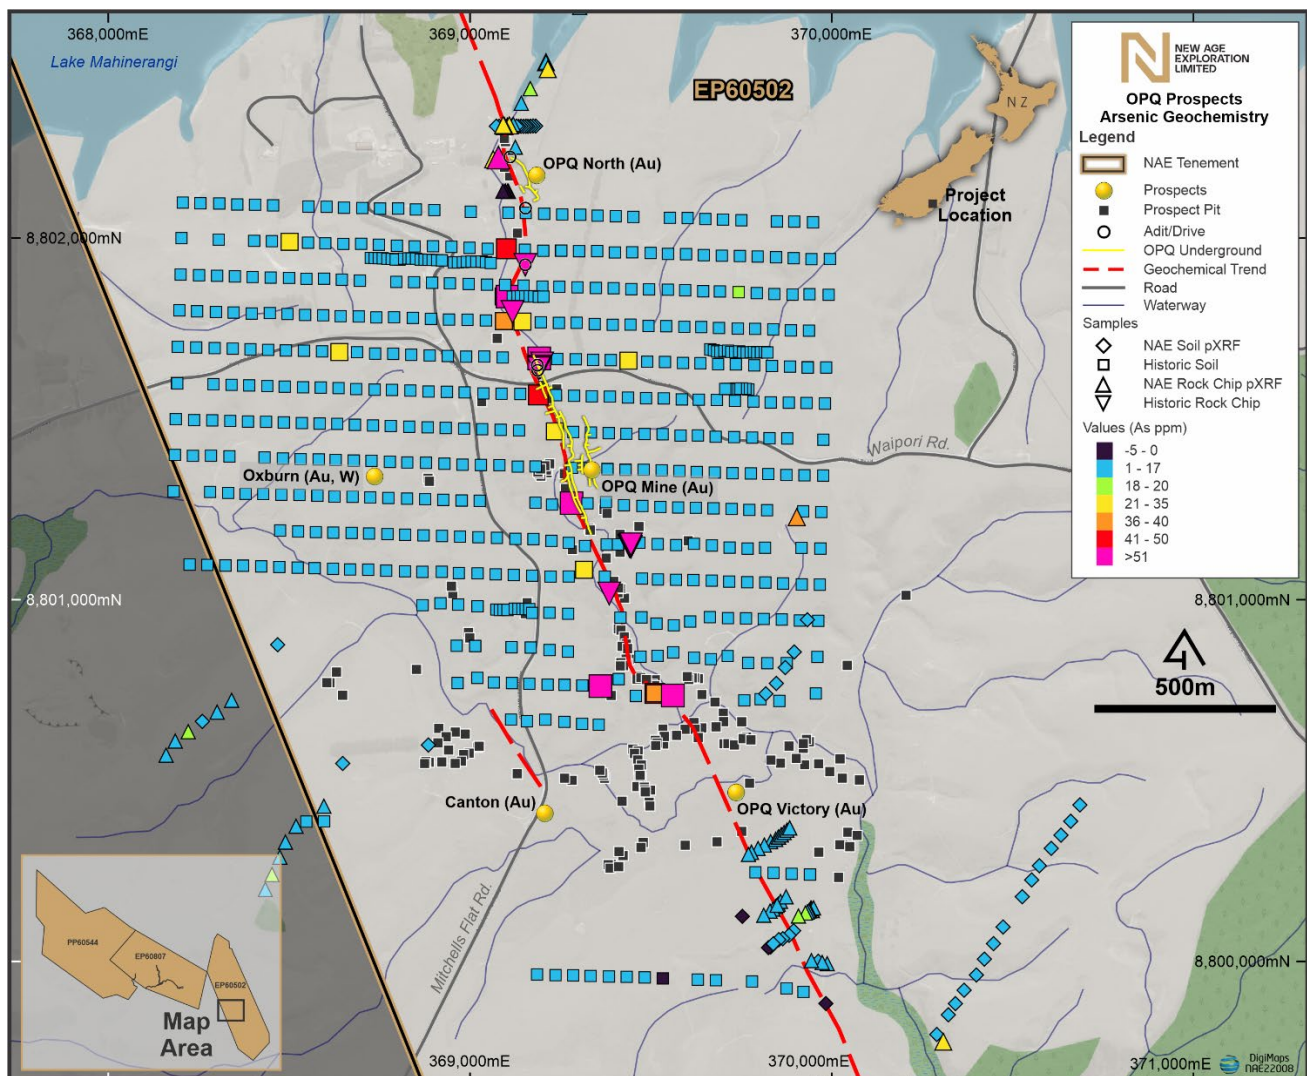 368,000mE
369,000mE
370,000mE
Lake Mahinerangi
EP60502
NEW AGE
EXPLORATION
LIMITED
OPQ Prospects
Arsenic Geochemistry
Legend
NAE Tenement
Prospects
Prospect Pit
Adit/Drive
OPQ Underground
Geochemical Trend
Road
Waterway
Samples
NAE Soil pXRF
Historic Soil
NAE Rock Chip pXRF
Historic Rock Chip
Values (As ppm)
-5 - 0
1 - 17
18 - 20
21 - 35
36 - 40
41 - 50
>51
N Z
Project
Location
OPQ North (Au)
8,802,000mN
Waipori Rd.
Oxburn (Au, W)
OPQ Mine (Au)
8,801,000mN
8,801,000mN
500m
Canton (Au)
OPQ Victory (Au)
Mitchells Flat Rd.
PP60544
EP60807
EP60502
Map
Area
8,800,000mN
369,000mE
370,000mE
371,000mE
DigiMaps
NAE22008